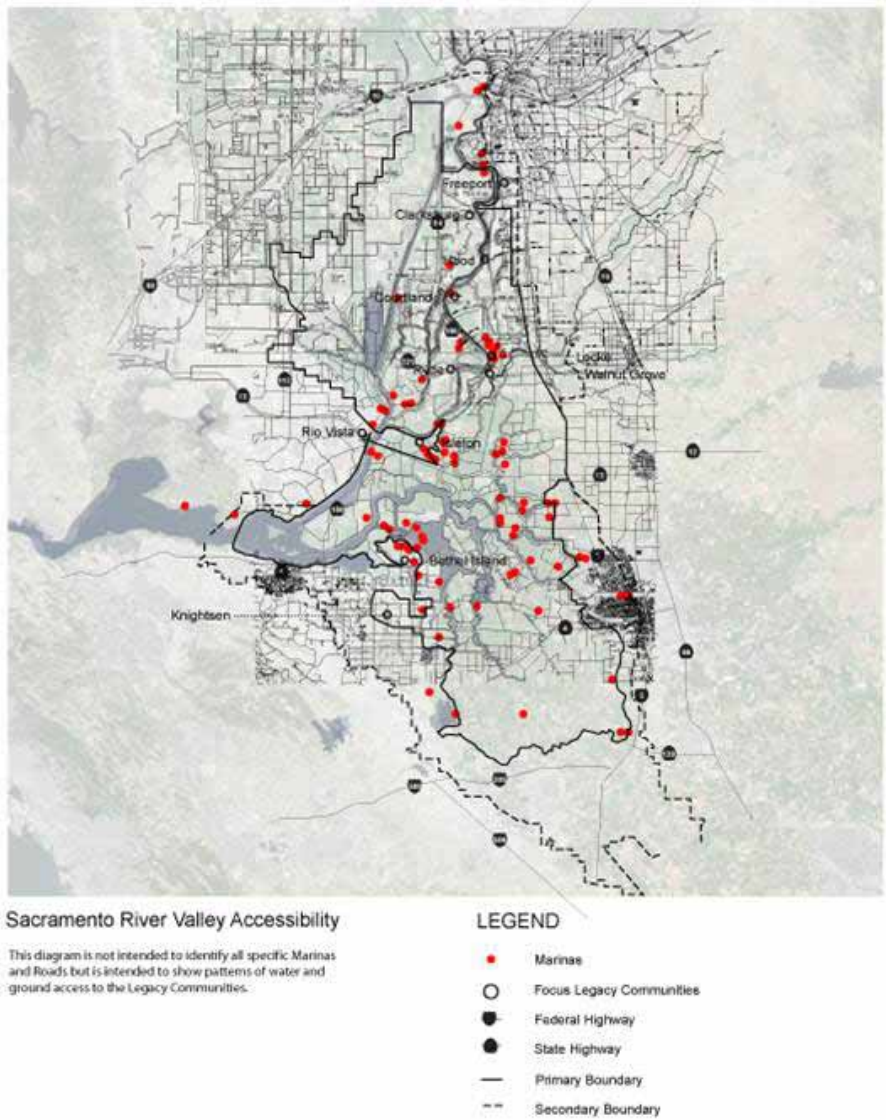 Freeport
Clarksburg
Hood
Courtland
Locke
Ryde
Walnut Grove
Rio Vista
Isleton
Bethel Island
Knightsen
Sacramento River Valley Accessibility
This diagram is not intended to identify all specific Marinas
and Roads but is intended to show patterns of water and
ground access to the Legacy Communities.
LEGEND
Marinas
Focus Legacy Communities
Federal Highway
State Highway
Primary Boundary
Secondary Boundary